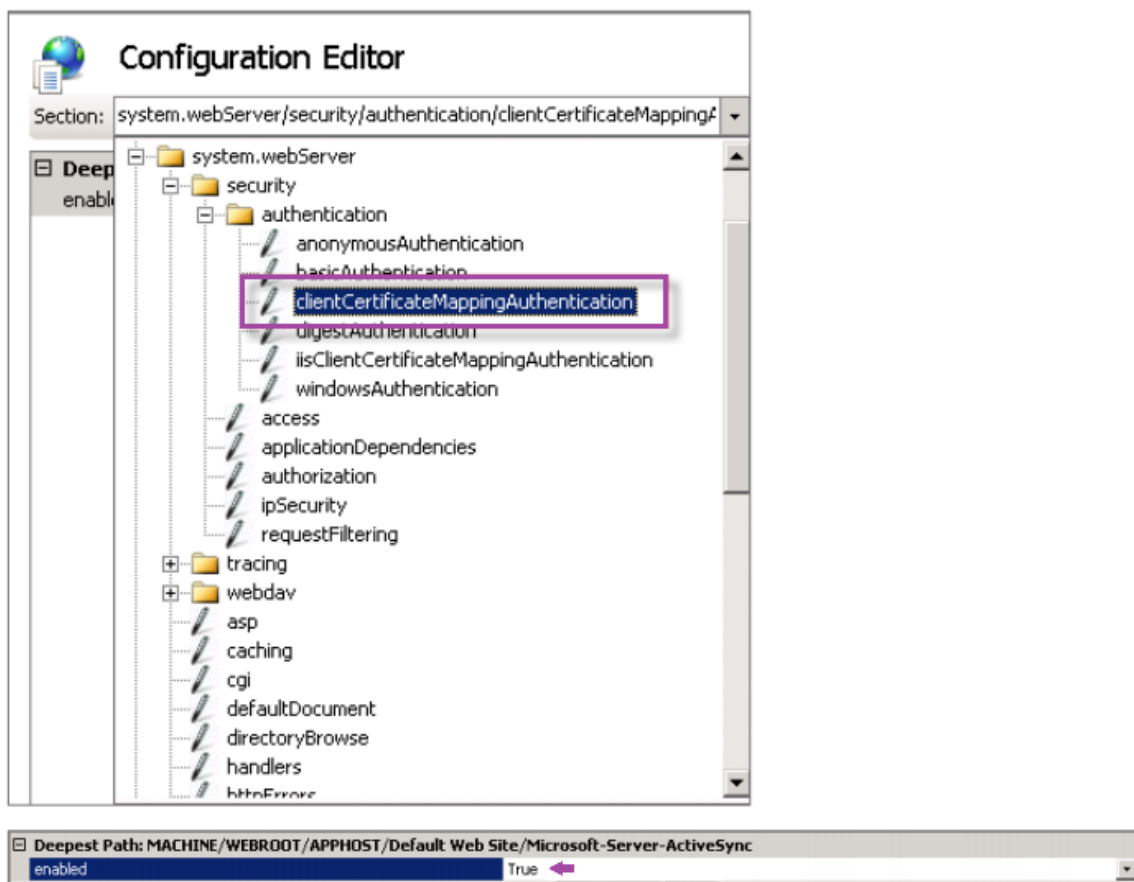 Configuration Editor
Section: system.webServer/security/authentication/clientCertificateMappingA
Deep
enabl
system.webServer
security
authentication
anonymousAuthentication
basicAuthentication
clientCertificateMappingAuthentication
digestAuthentication
iisClientCertificateMappingAuthentication
windowsAuthentication
access
applicationDependencies
authorization
ipSecurity
requestFiltering
tracing
webdav
asp
caching
cgi
defaultDocument
directoryBrowse
handlers
httpErrors
Deepest Path: MACHINE/WEBROOT/APPHOST/Default Web Site/Microsoft-Server-ActiveSync
enabled True